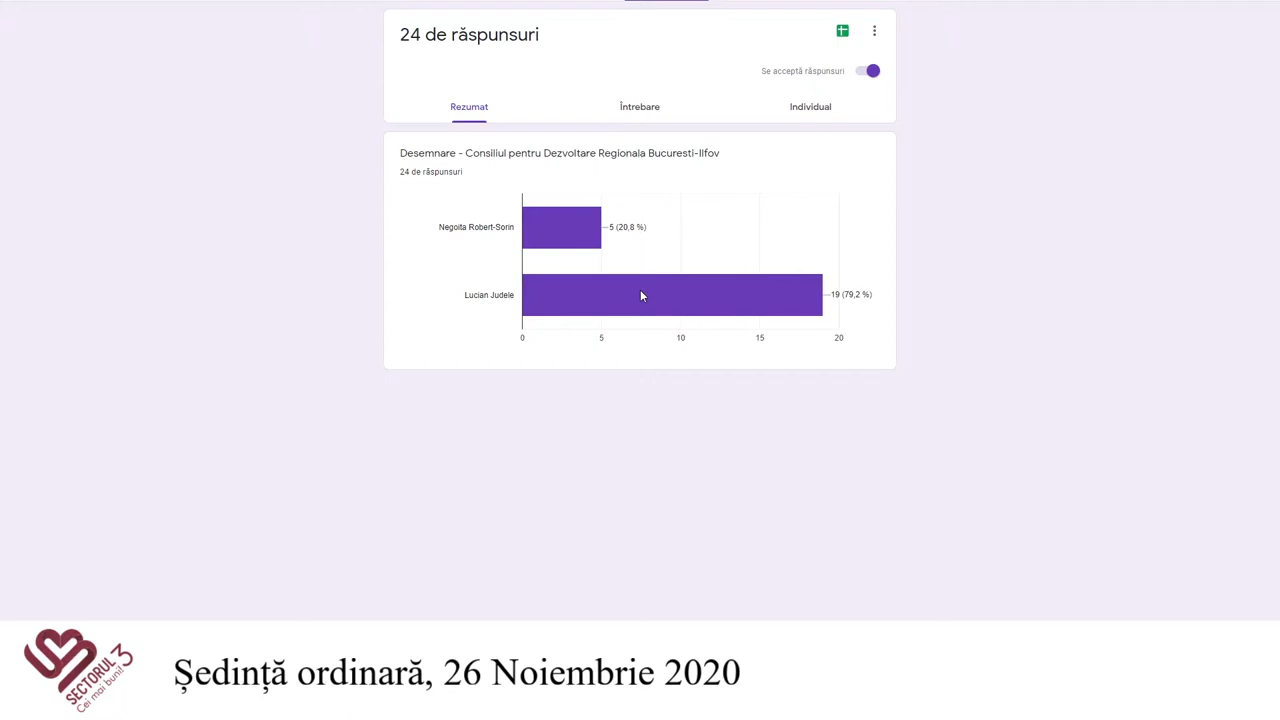 24 de răspunsuri
Se acceptă răspunsuri
Rezumat
Întrebare
Individual
Desemnare - Consiliul pentru Dezvoltare Regionala Bucuresti-Ilfov
24 de răspunsuri
Negoita Robert-Sorin
5 (20,8 %)
Lucian Judele
19 (79,2 %)
0
5
10
15
20
SECTORUL 3
Cei mai buni!
Ședință ordinară, 26 Noiembrie 2020